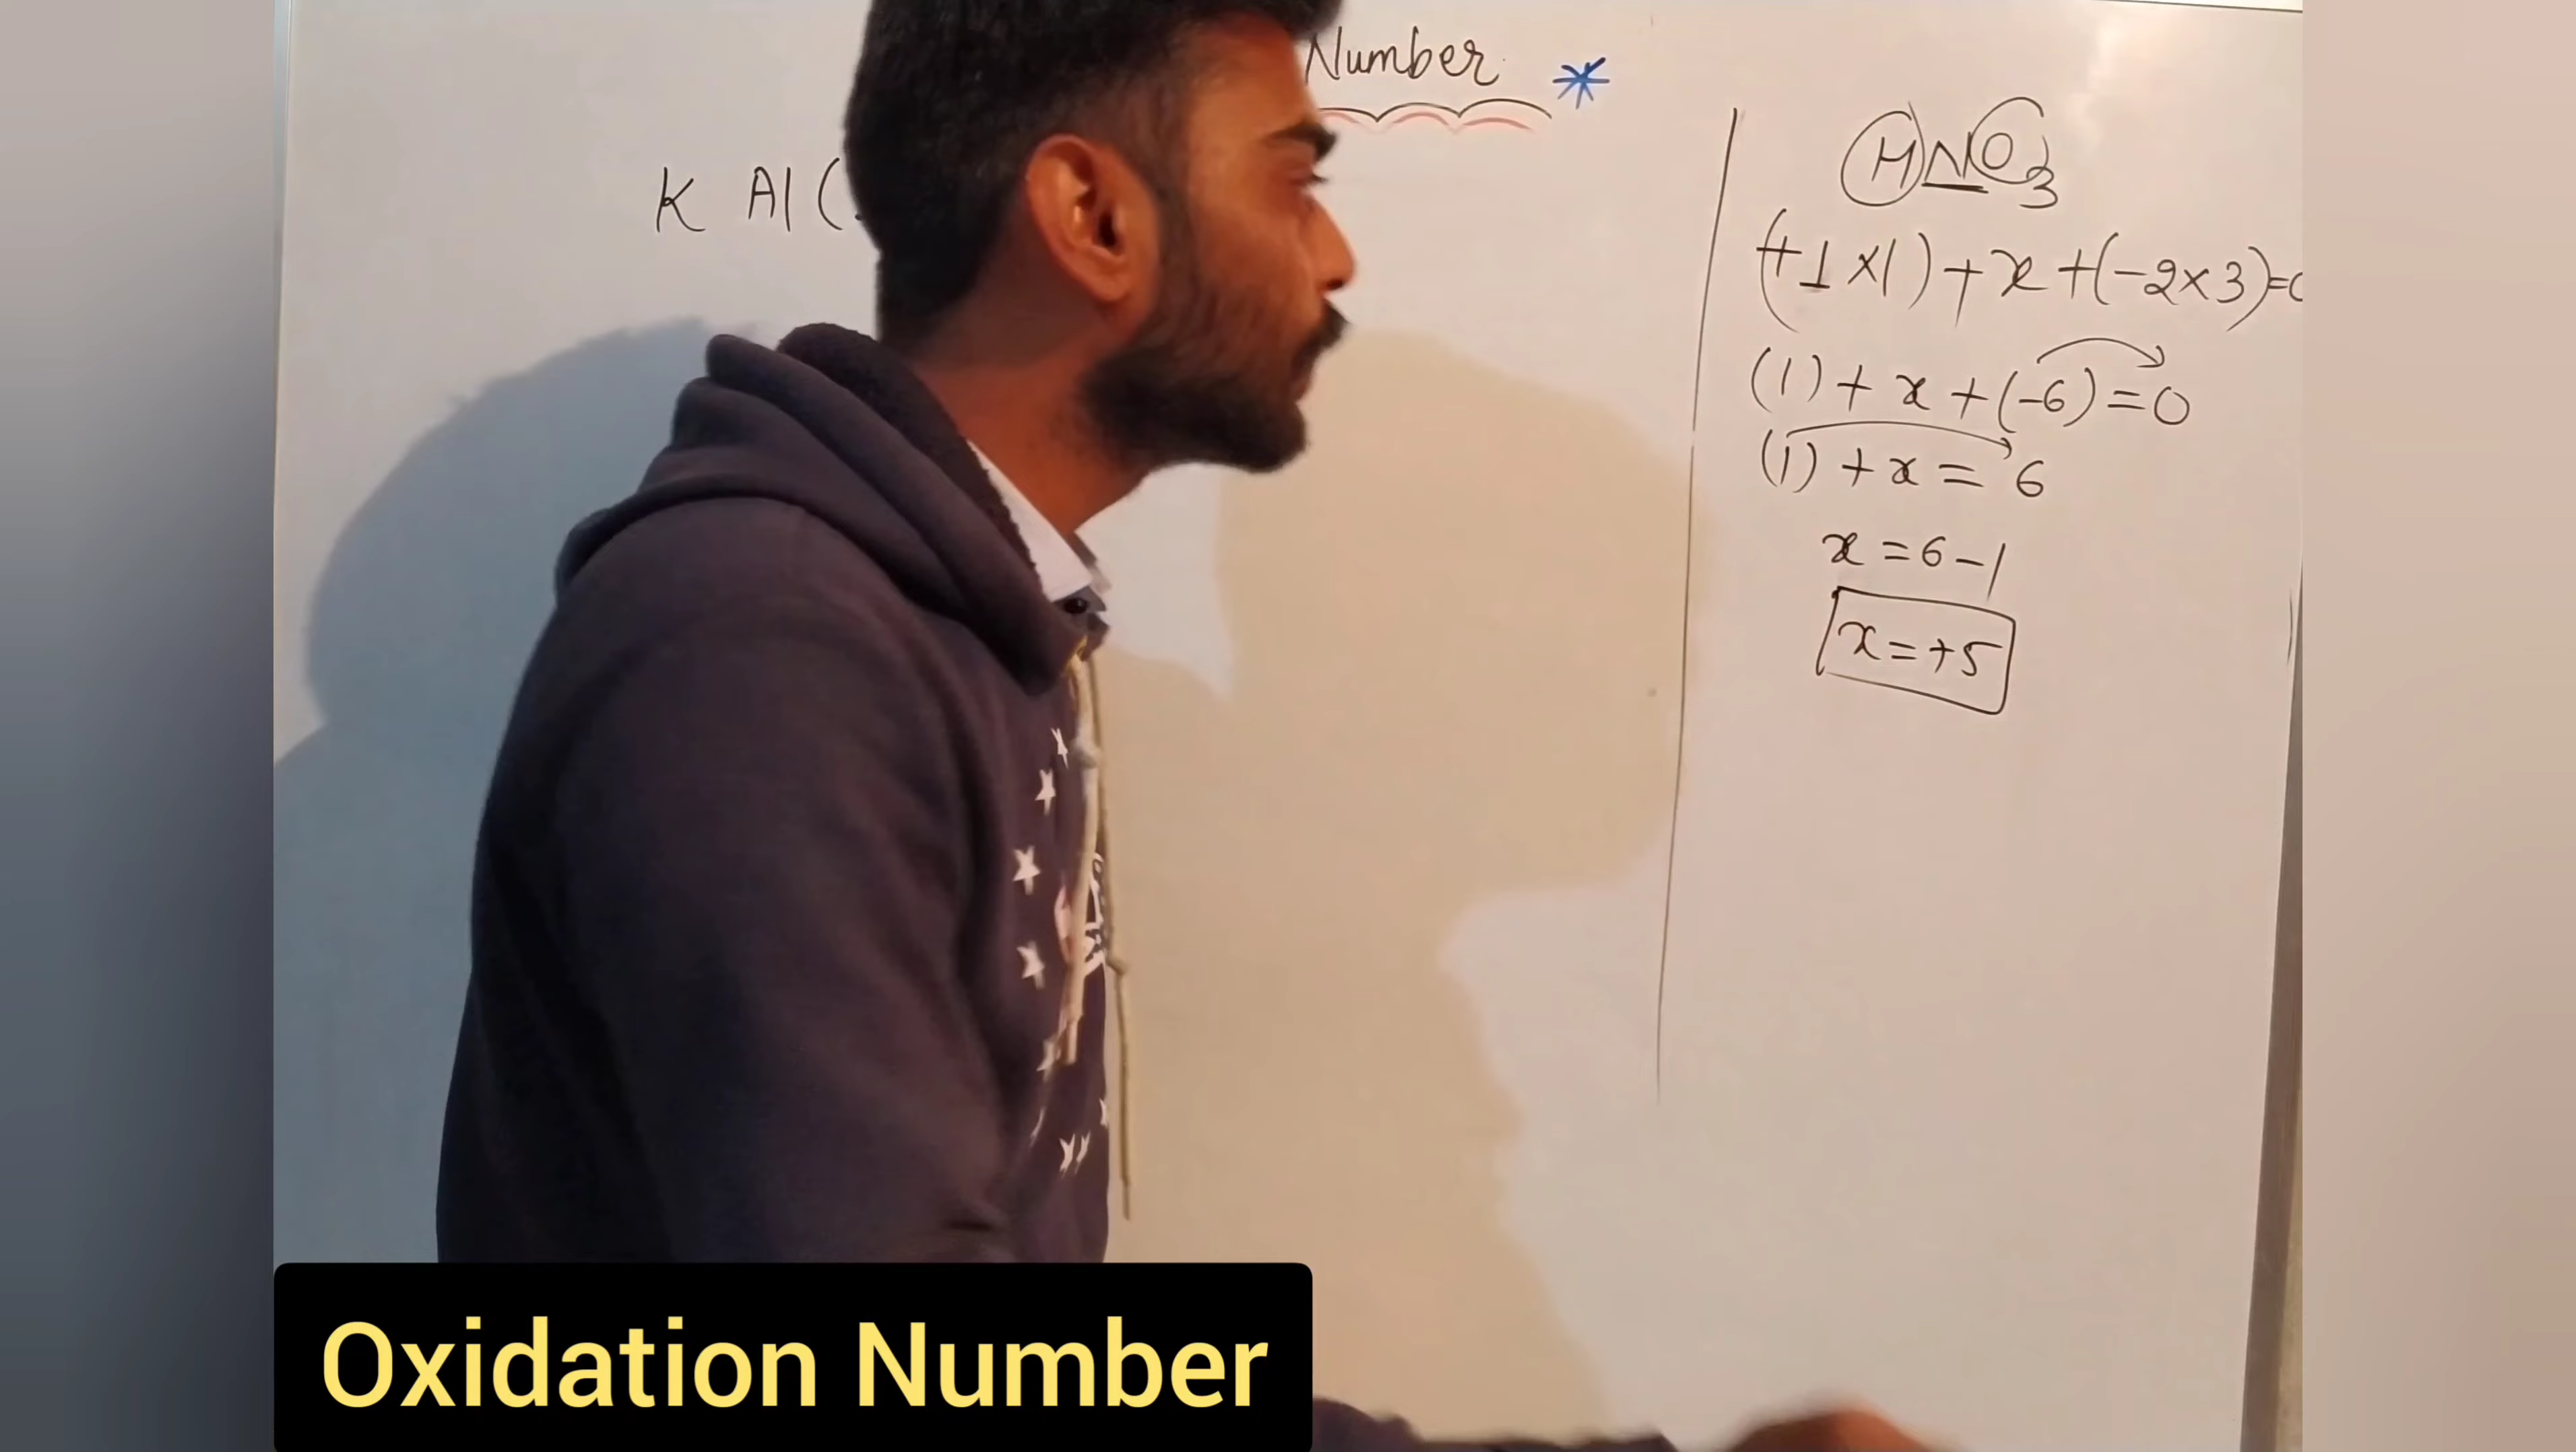 Number *
K Al (
HNO3
(+1×1)+x+(-2×3)=0
(1)+x+(-6)=0
(1)+x=6
x=6-1
x=+5
Oxidation Number